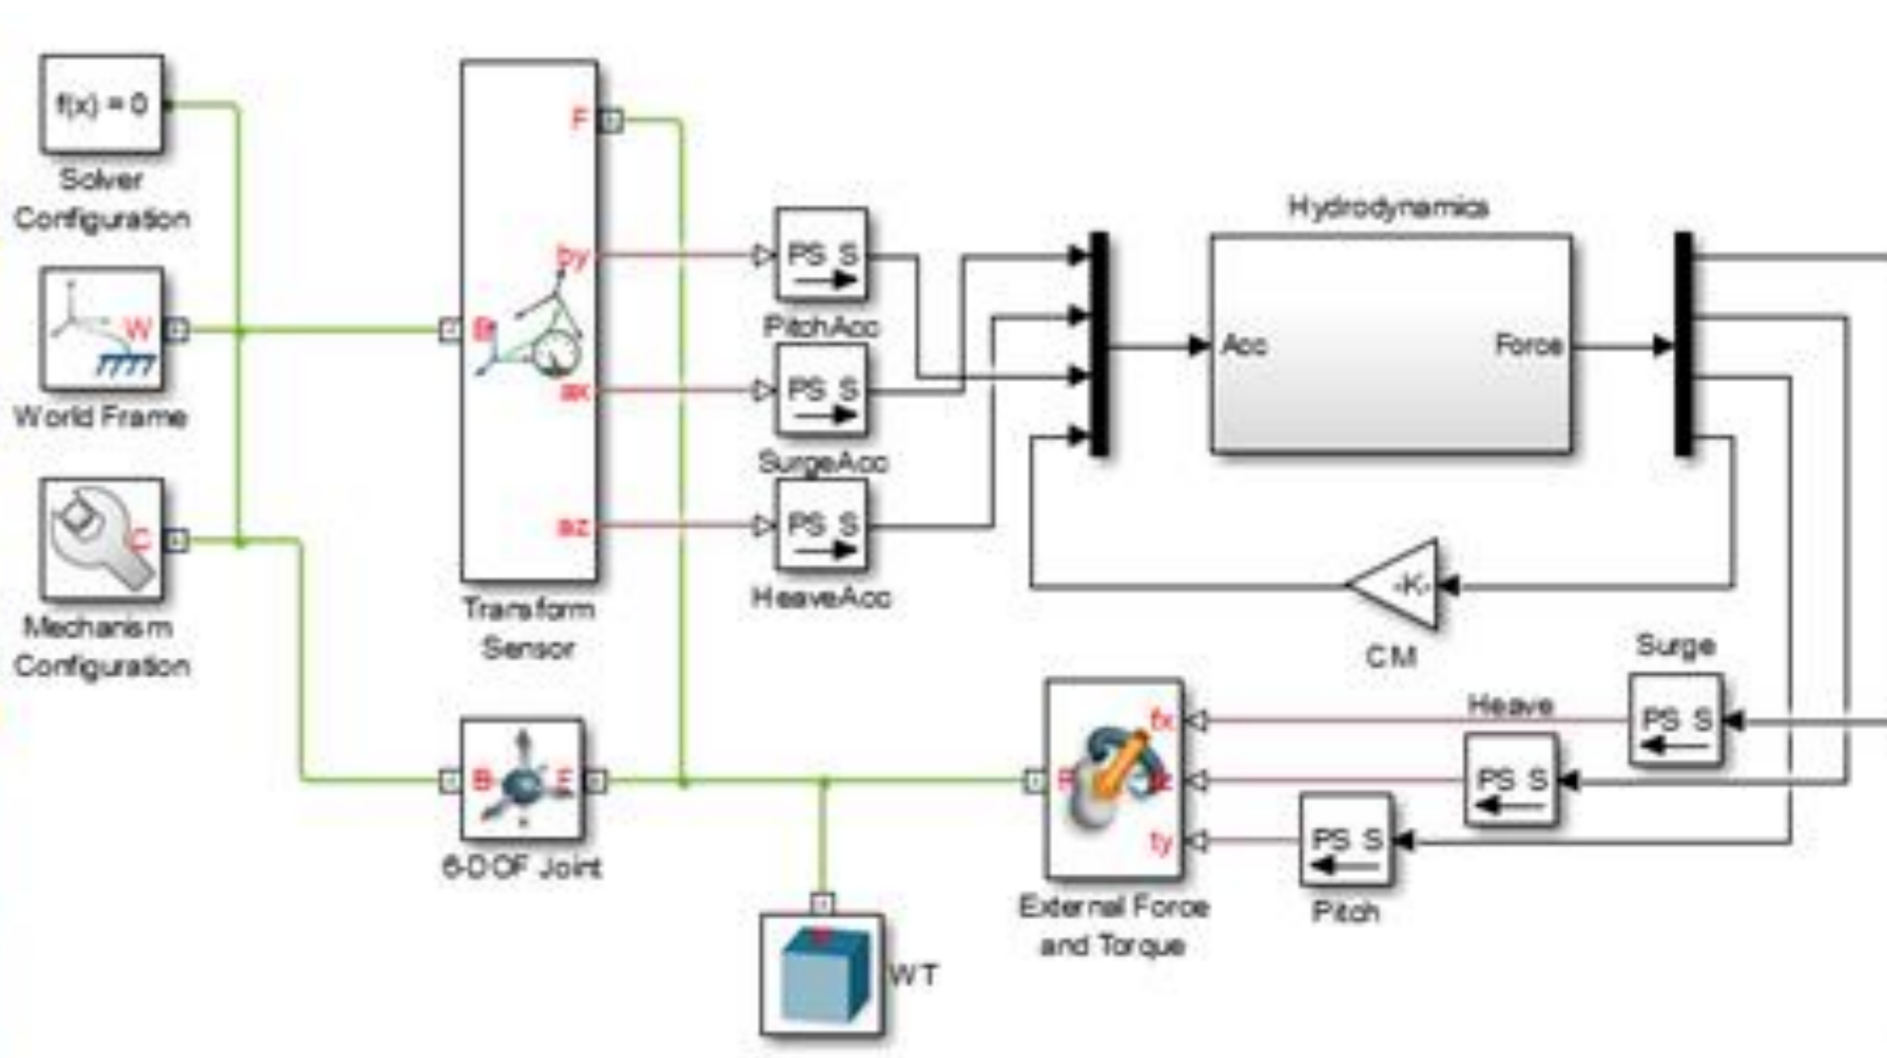 f(x) = 0
Solver
Configuration
W
World Frame
C
Mechanism
Configuration
F
by
B
ax
az
Transform
Sensor
PS S
PitchAcc
PS S
SurgeAcc
PS S
HeaveAcc
Hydrodynamics
Acc
Force
-K-
CM
B
F
6-DOF Joint
WT
fx
ty
External Force
and Torque
Surge
PS S
Heave
PS S
PS S
Pitch